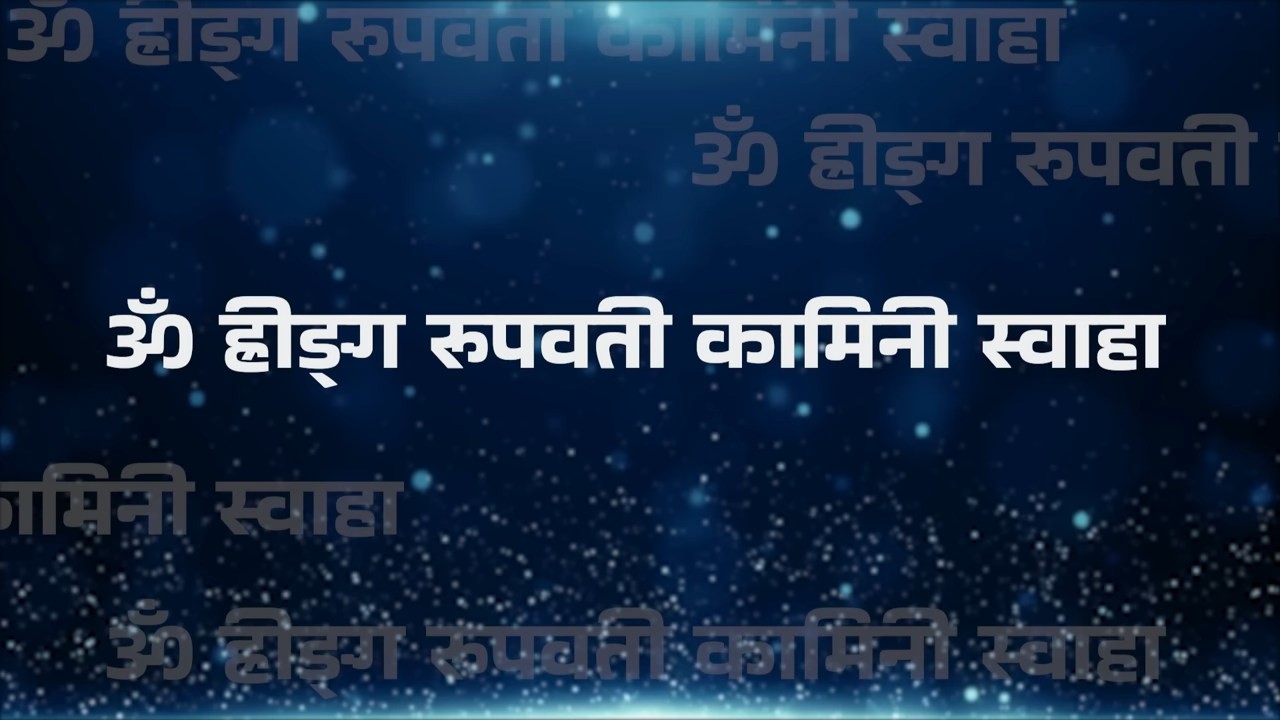 ॐ ह्रीड्ग रुपवती कामिनी स्वाहा
ॐ ह्रीड्ग रुपवती
ॐ ह्रीड्ग रुपवती कामिनी स्वाहा
कामिनी स्वाहा
ॐ ह्रीड्ग रुपवती कामिनी स्वाहा